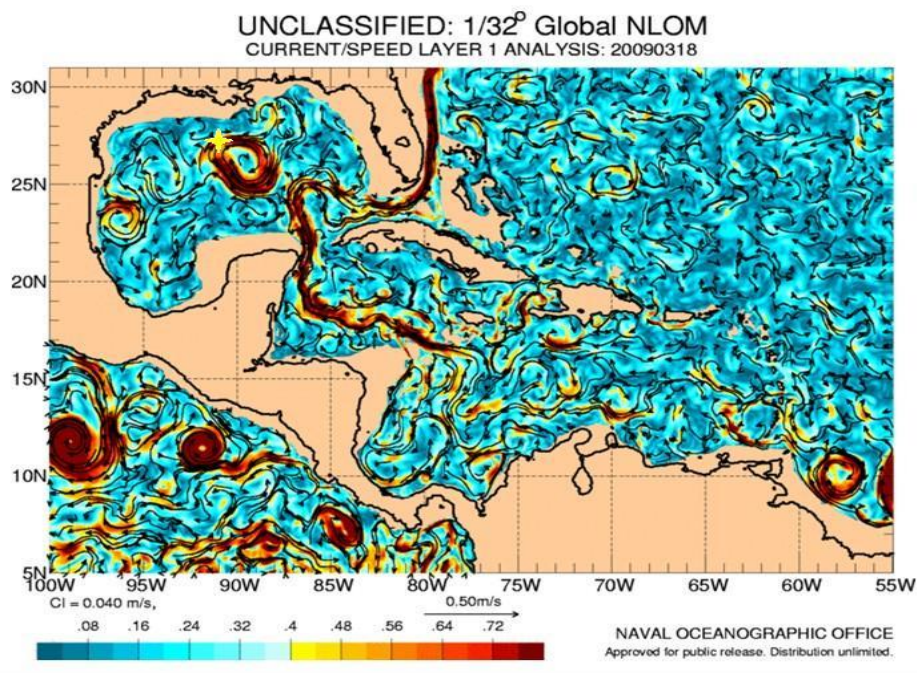 UNCLASSIFIED: 1/32° Global NLOM
CURRENT/SPEED LAYER 1 ANALYSIS: 20090318
30N
25N
20N
15N
10N
5N
100W 95W 90W 85W 80W 75W 70W 65W 60W 55W
CI = 0.040 m/s,
0.50m/s
.08 .16 .24 .32 .4 .48 .56 .64 .72
NAVAL OCEANOGRAPHIC OFFICE
Approved for public release. Distribution unlimited.